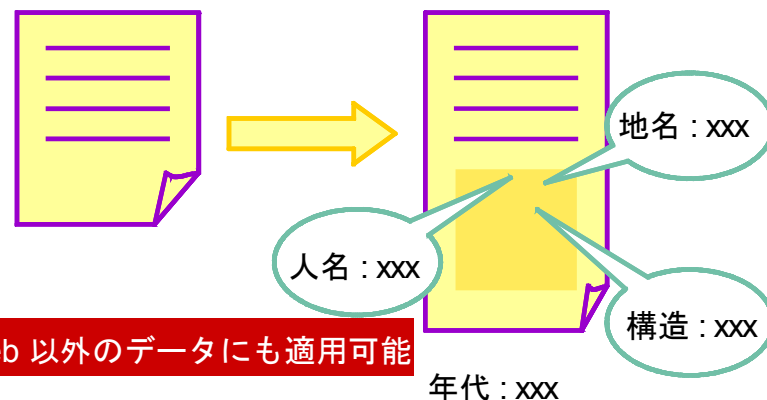 地名 : xxx
人名 : xxx
構造 : xxx
eb 以外のデータにも適用可能
年代 : xxx